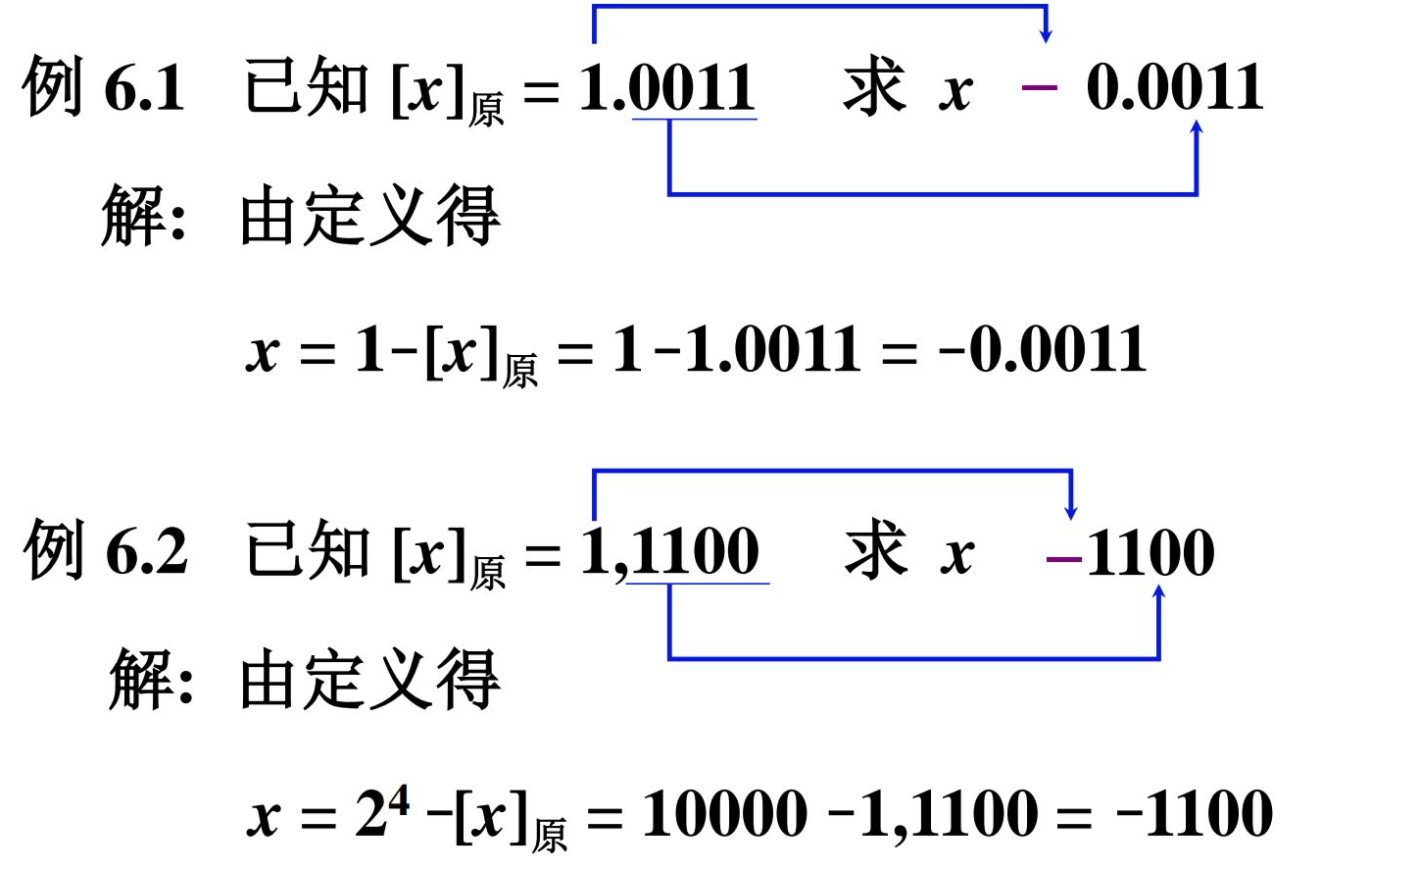 例 6.1 已知 [x]原 = 1.0011 求 x − 0.0011
解: 由定义得
x = 1−[x]原 = 1−1.0011 = −0.0011
例 6.2 已知 [x]原 = 1,1100 求 x −1100
解: 由定义得
x = 2⁴ −[x]原 = 10000 −1,1100 = −1100